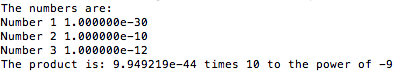 The numbers are:
Number 1 1.000000e-30
Number 2 1.000000e-10
Number 3 1.000000e-12
The product is: 9.949219e-44 times 10 to the power of -9